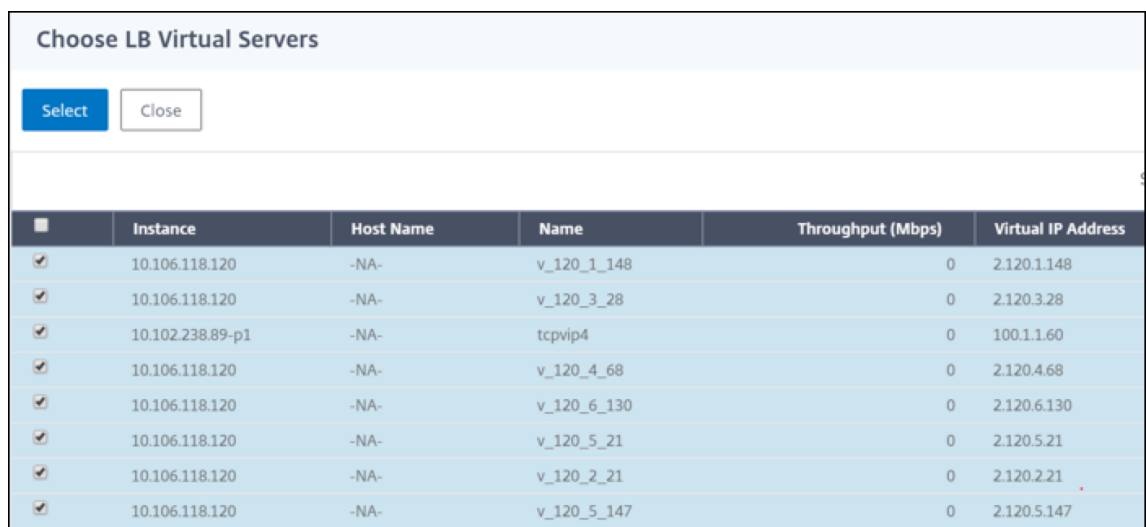 Choose LB Virtual Servers
Select Close
Instance Host Name Name Throughput (Mbps) Virtual IP Address
10.106.118.120 -NA- v_120_1_148 0 2.120.1.148
10.106.118.120 -NA- v_120_3_28 0 2.120.3.28
10.102.238.89-p1 -NA- tcpvip4 0 100.1.1.60
10.106.118.120 -NA- v_120_4_68 0 2.120.4.68
10.106.118.120 -NA- v_120_6_130 0 2.120.6.130
10.106.118.120 -NA- v_120_5_21 0 2.120.5.21
10.106.118.120 -NA- v_120_2_21 0 2.120.2.21
10.106.118.120 -NA- v_120_5_147 0 2.120.5.147